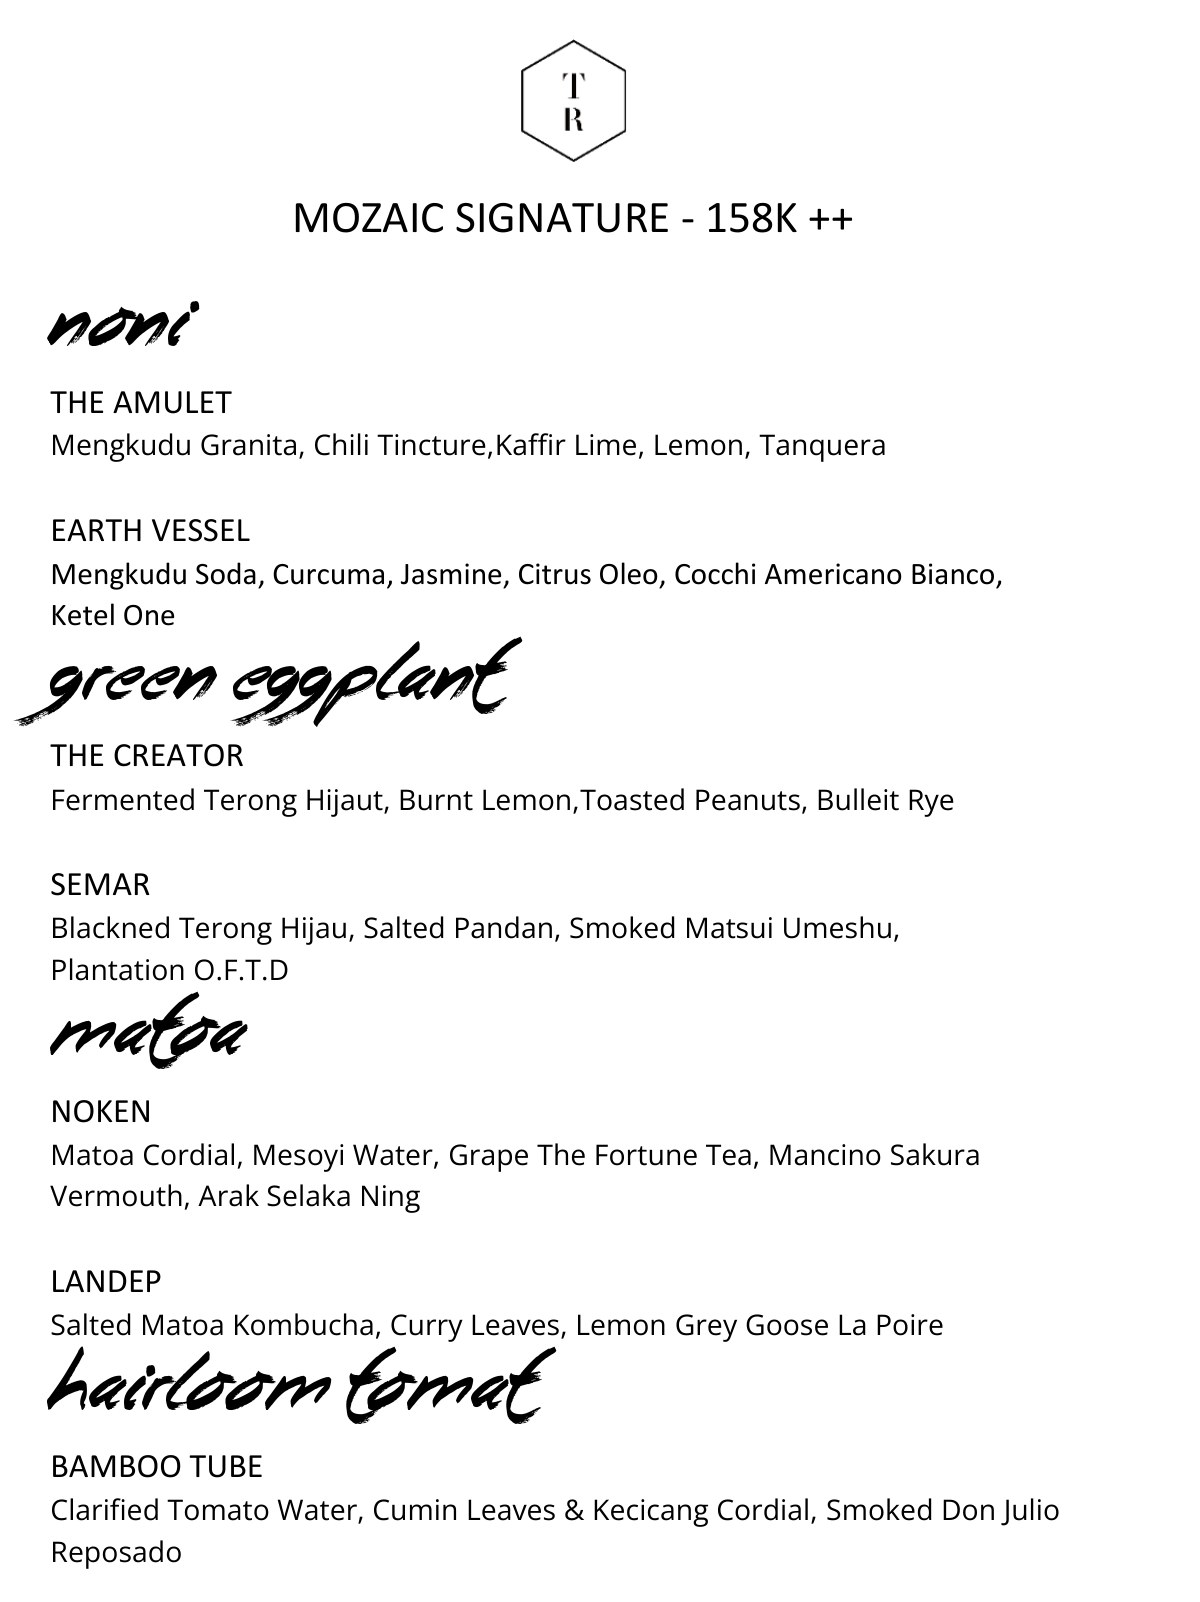 T
R
MOZAIC SIGNATURE - 158K ++
noni
THE AMULET
Mengkudu Granita, Chili Tincture,Kaffir Lime, Lemon, Tanquera
EARTH VESSEL
Mengkudu Soda, Curcuma, Jasmine, Citrus Oleo, Cocchi Americano Bianco,
Ketel One
green eggplant
THE CREATOR
Fermented Terong Hijaut, Burnt Lemon,Toasted Peanuts, Bulleit Rye
SEMAR
Blackned Terong Hijau, Salted Pandan, Smoked Matsui Umeshu,
Plantation O.F.T.D
matoa
NOKEN
Matoa Cordial, Mesoyi Water, Grape The Fortune Tea, Mancino Sakura
Vermouth, Arak Selaka Ning
LANDEP
Salted Matoa Kombucha, Curry Leaves, Lemon Grey Goose La Poire
hairloom tomat
BAMBOO TUBE
Clarified Tomato Water, Cumin Leaves & Kecicang Cordial, Smoked Don Julio
Reposado